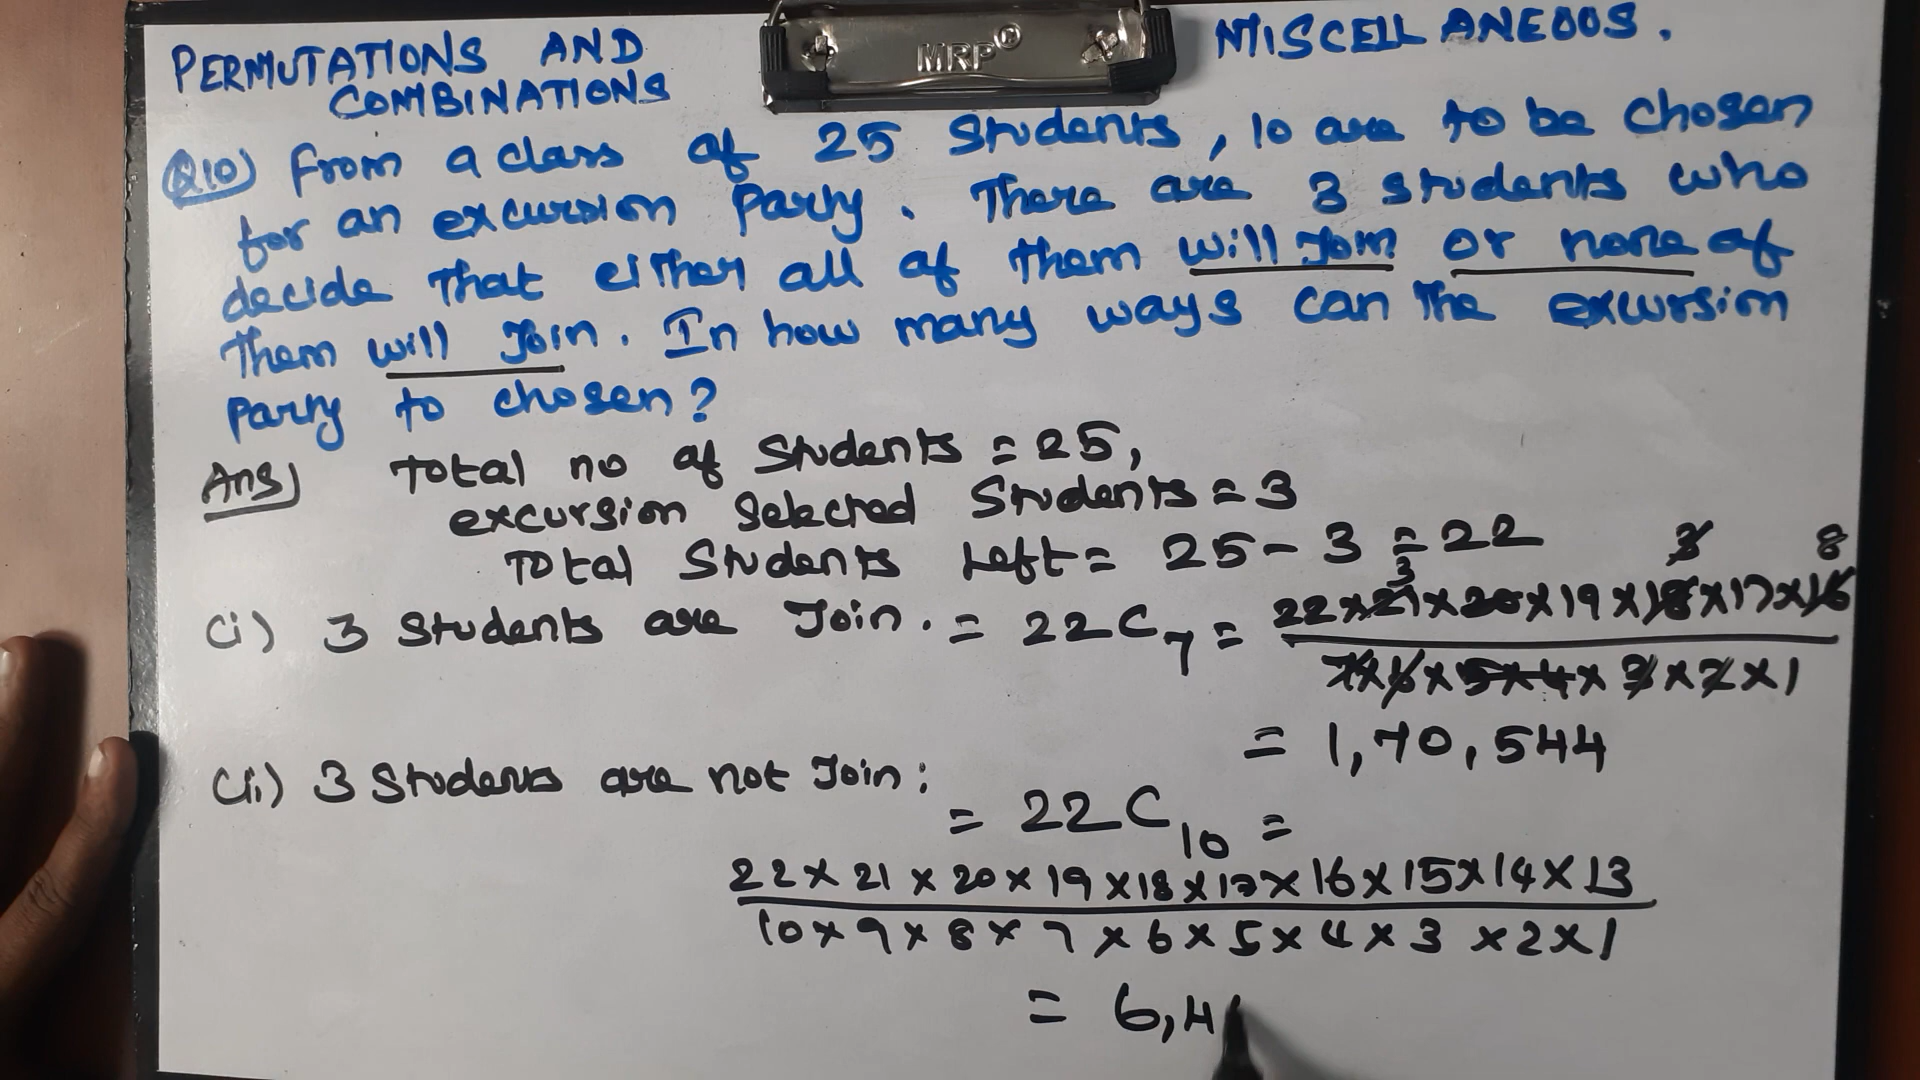 PERMUTATIONS AND
COMBINATIONS
MRP
MISCELLANEOUS.
Q10) From a class of 25 Students, 10 are to be chosen
for an excursion party. There are 3 students who
decide that either all of them will join or none of
them will Join. In how many ways can the excursion
party to chosen?
Ans) Total no of Students = 25,
excursion Selected Students = 3
Total Students Left = 25 - 3 = 22
3 8
3
(i) 3 Students are Join. = 22C7 = 22 x 21 x 20 x 19 x 18 x 17 x 16
7 x 6 x 5 x 4 x 3 x 2 x 1
= 1,70,544
(ii) 3 Students are not Join:
= 22C10 =
22 x 21 x 20 x 19 x 18 x 17 x 16 x 15 x 14 x 13
10 x 9 x 8 x 7 x 6 x 5 x 4 x 3 x 2 x 1
= 6,4